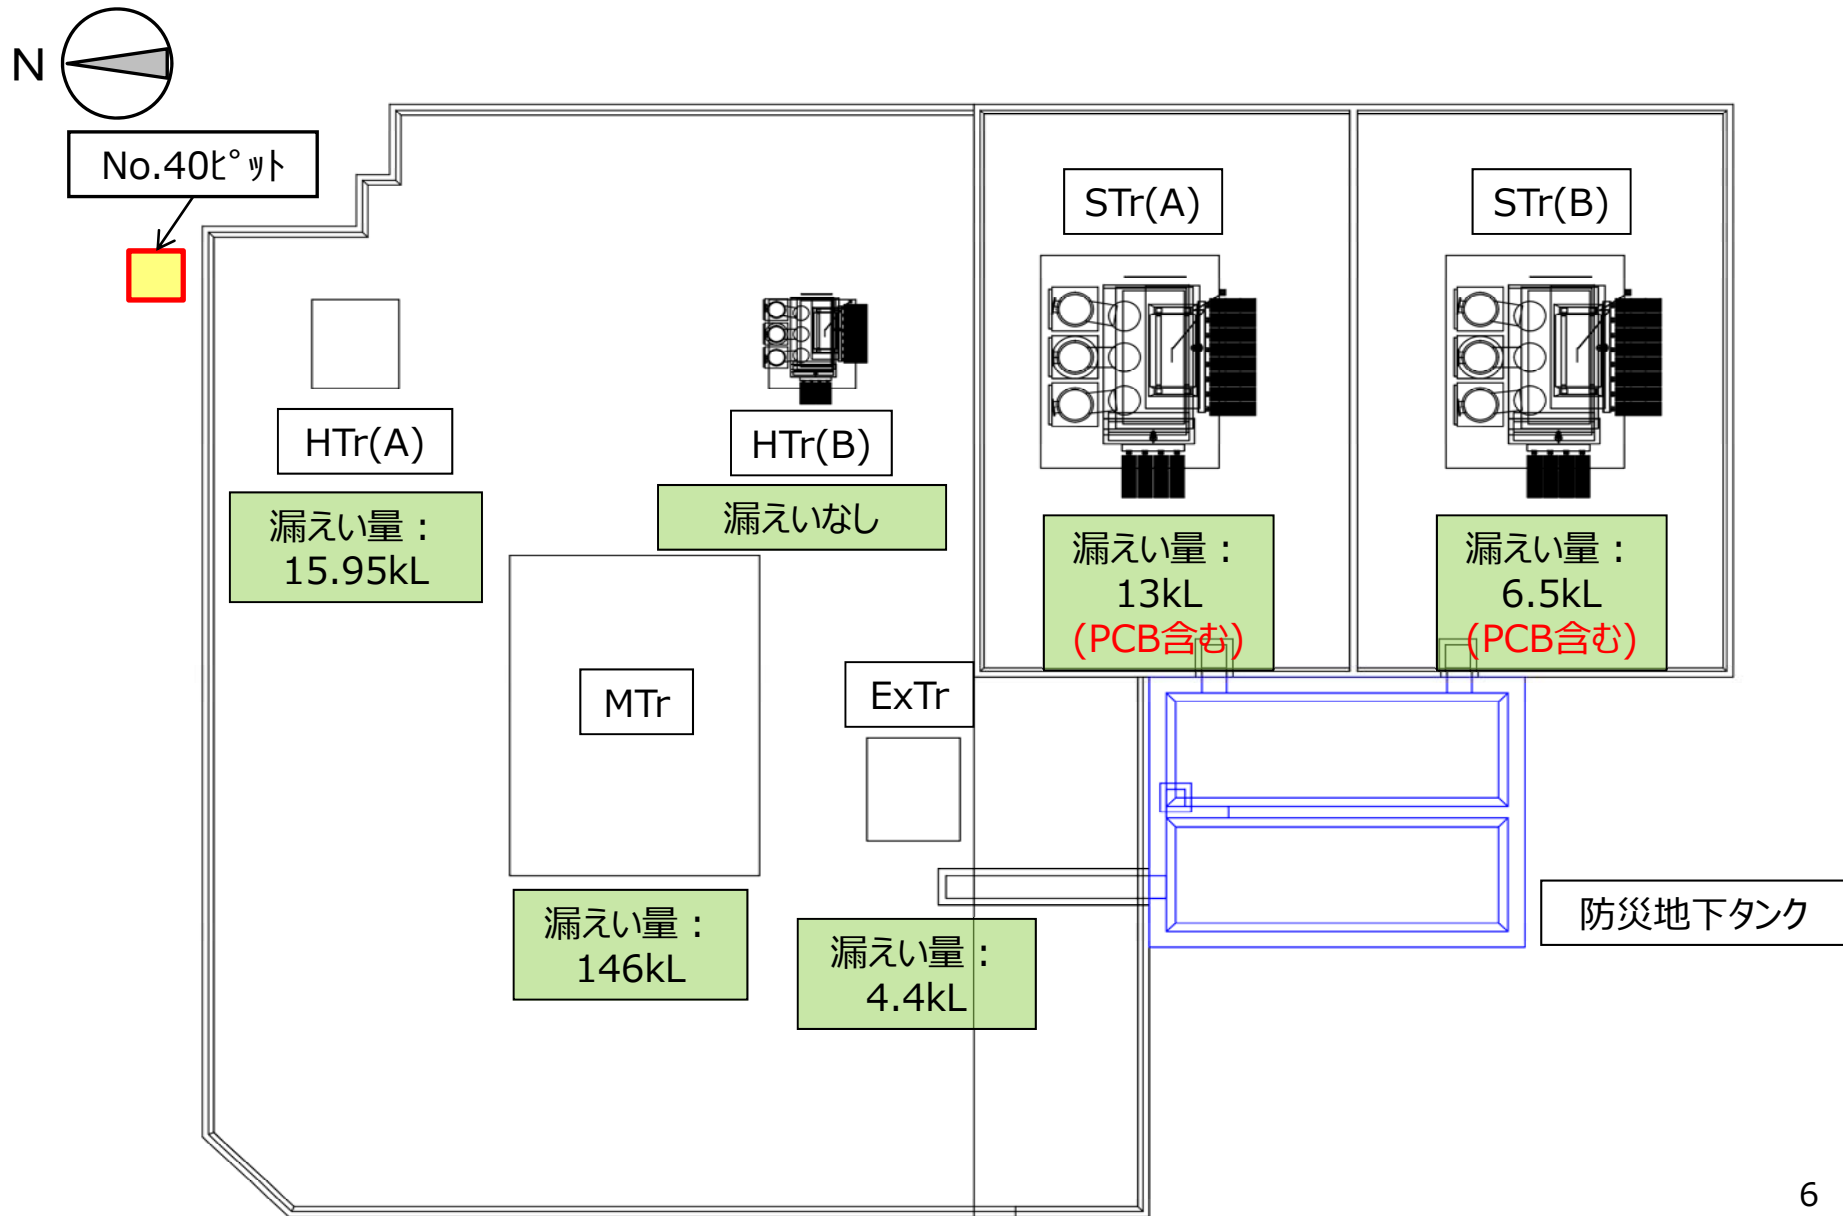 N
No.40ﾋﾟｯﾄ
STr(A)
STr(B)
HTr(A)
HTr(B)
漏えい量：
15.95kL
漏えいなし
漏えい量：
13kL
(PCB含む)
漏えい量：
6.5kL
(PCB含む)
MTr
ExTr
漏えい量：
146kL
漏えい量：
4.4kL
防災地下タンク
6